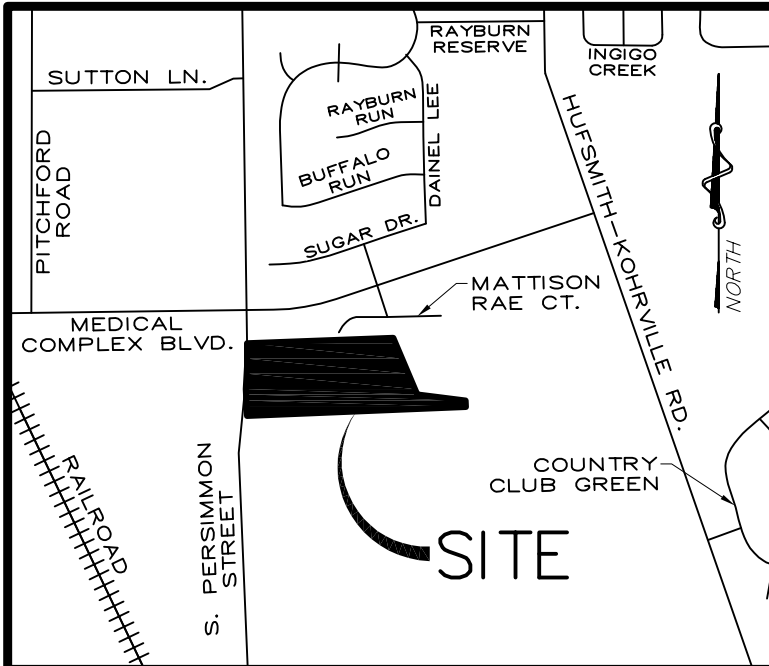 RAYBURN
RESERVE
INGIGO
CREEK
SUTTON LN.
RAYBURN
RUN
DAINEL LEE
HUFSMITH-KOHRVILLE RD.
PITCHFORD
ROAD
BUFFALO
RUN
SUGAR DR.
NORTH
MATTISON
RAE CT.
MEDICAL
COMPLEX BLVD.
RAILROAD
S. PERSIMMON
STREET
COUNTRY
CLUB GREEN
SITE